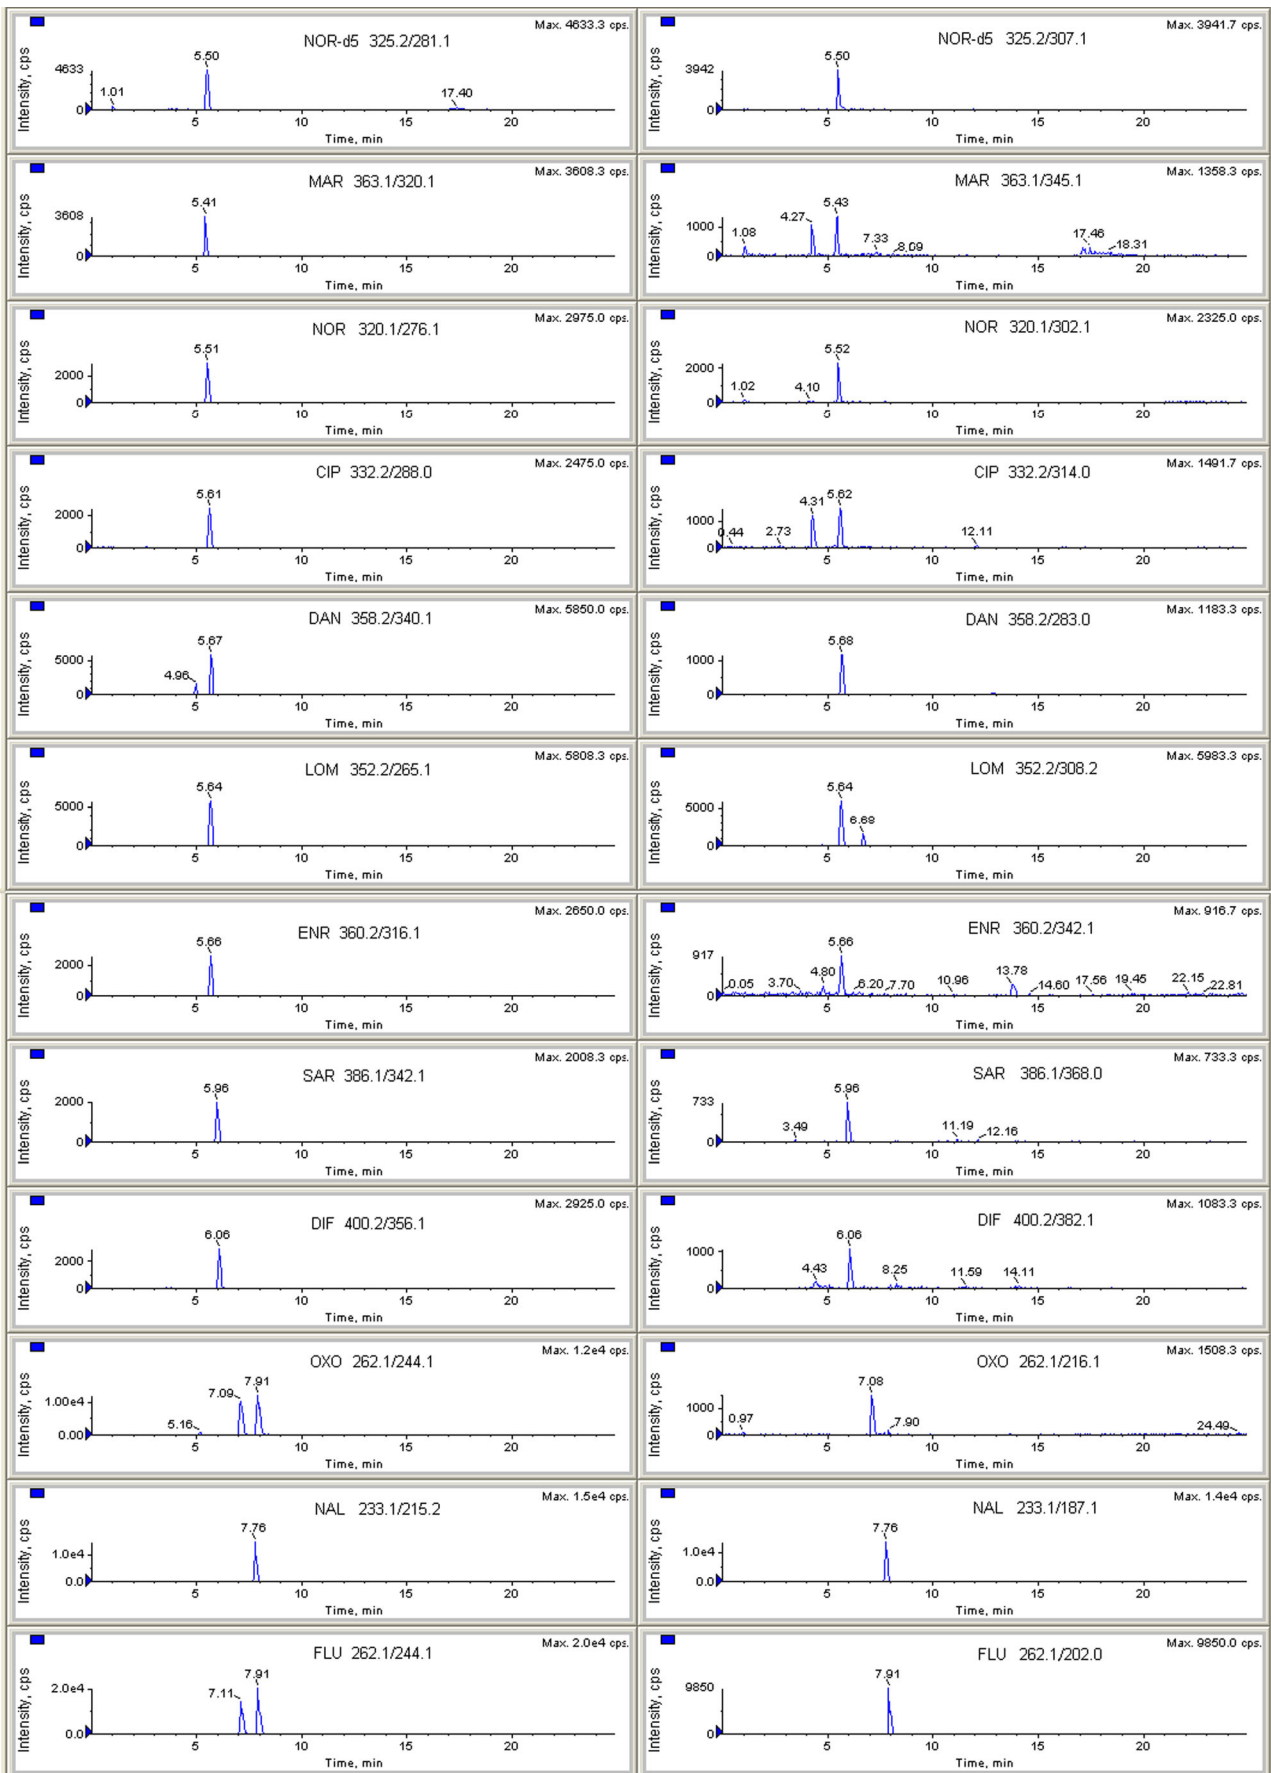 Max. 4633.3 cps.
NOR-d5 325.2/281.1
Intensity, cps
4633
0
1.01
5.50
17.40
5 10 15 20
Time, min
Max. 3941.7 cps.
NOR-d5 325.2/307.1
Intensity, cps
3942
0
5.50
5 10 15 20
Time, min
Max. 3608.3 cps.
MAR 363.1/320.1
Intensity, cps
3608
0
5.41
5 10 15 20
Time, min
Max. 1358.3 cps.
MAR 363.1/345.1
Intensity, cps
1000
0
1.08
4.27
5.43
7.33
8.69
17.46
18.31
5 10 15 20
Time, min
Max. 2975.0 cps.
NOR 320.1/276.1
Intensity, cps
2000
0
5.51
5 10 15 20
Time, min
Max. 2325.0 cps.
NOR 320.1/302.1
Intensity, cps
2000
0
1.02
4.10
5.52
5 10 15 20
Time, min
Max. 2475.0 cps.
CIP 332.2/288.0
Intensity, cps
2000
0
5.61
5 10 15 20
Time, min
Max. 1491.7 cps.
CIP 332.2/314.0
Intensity, cps
1000
0
0.44
2.73
4.31
5.62
12.11
5 10 15 20
Time, min
Max. 5850.0 cps.
DAN 358.2/340.1
Intensity, cps
5000
0
4.96
5.67
5 10 15 20
Time, min
Max. 1183.3 cps.
DAN 358.2/283.0
Intensity, cps
1000
0
5.68
5 10 15 20
Time, min
Max. 5808.3 cps.
LOM 352.2/265.1
Intensity, cps
5000
0
5.64
5 10 15 20
Time, min
Max. 5983.3 cps.
LOM 352.2/308.2
Intensity, cps
5000
0
5.64
6.69
5 10 15 20
Time, min
Max. 2650.0 cps.
ENR 360.2/316.1
Intensity, cps
2000
0
5.66
5 10 15 20
Time, min
Max. 916.7 cps.
ENR 360.2/342.1
Intensity, cps
917
0
0.05
3.70
4.80
5.66
6.20
7.70
10.96
13.78
14.60
17.56
19.45
22.15
22.81
5 10 15 20
Time, min
Max. 2008.3 cps.
SAR 386.1/342.1
Intensity, cps
2000
0
5.96
5 10 15 20
Time, min
Max. 733.3 cps.
SAR 386.1/368.0
Intensity, cps
733
0
3.49
5.96
11.19
12.16
5 10 15 20
Time, min
Max. 2925.0 cps.
DIF 400.2/356.1
Intensity, cps
2000
0
6.06
5 10 15 20
Time, min
Max. 1083.3 cps.
DIF 400.2/382.1
Intensity, cps
1000
0
4.43
6.06
8.25
11.59
14.11
5 10 15 20
Time, min
Max. 1.2e4 cps.
OXO 262.1/244.1
Intensity, cps
1.00e4
0.00
5.16
7.09
7.91
5 10 15 20
Time, min
Max. 1508.3 cps.
OXO 262.1/216.1
Intensity, cps
1000
0
0.97
7.08
7.90
24.49
5 10 15 20
Time, min
Max. 1.5e4 cps.
NAL 233.1/215.2
Intensity, cps
1.0e4
0.0
7.76
5 10 15 20
Time, min
Max. 1.4e4 cps.
NAL 233.1/187.1
Intensity, cps
1.0e4
0.0
7.76
5 10 15 20
Time, min
Max. 2.0e4 cps.
FLU 262.1/244.1
Intensity, cps
2.0e4
0.0
7.11
7.91
5 10 15 20
Time, min
Max. 9850.0 cps.
FLU 262.1/202.0
Intensity, cps
9850
0
7.91
5 10 15 20
Time, min